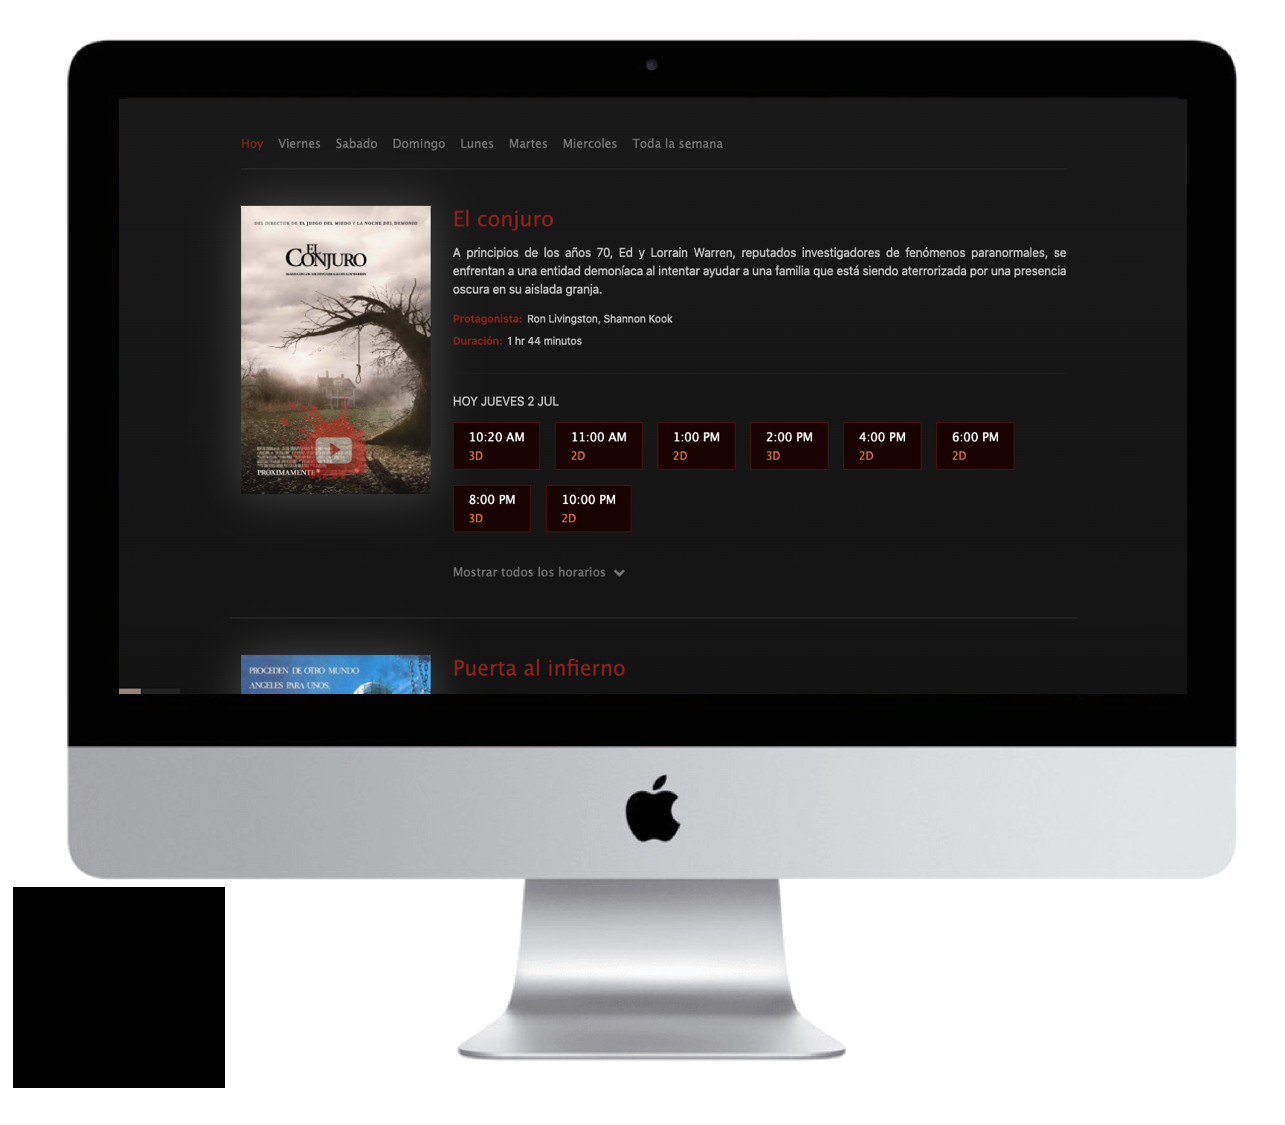 Hoy Viernes Sabado Domingo Lunes Martes Miercoles Toda la semana
DEL DIRECTOR DE EL JUEGO DEL MIEDO Y LA NOCHE DEL DEMONIO
EL
CONJURO
PRÓXIMAMENTE
El conjuro
A principios de los años 70, Ed y Lorrain Warren, reputados investigadores de fenómenos paranormales, se
enfrentan a una entidad demoníaca al intentar ayudar a una familia que está siendo aterrorizada por una presencia
oscura en su aislada granja.
Protagonista: Ron Livingston, Shannon Kook
Duración: 1 hr 44 minutos
HOY JUEVES 2 JUL
10:20 AM 11:00 AM 1:00 PM 2:00 PM 4:00 PM 6:00 PM
3D 2D 2D 3D 2D 2D
8:00 PM 10:00 PM
3D 2D
Mostrar todos los horarios
PROCEDEN DE OTRO MUNDO
ANGELES PARA UNOS,
Puerta al infierno